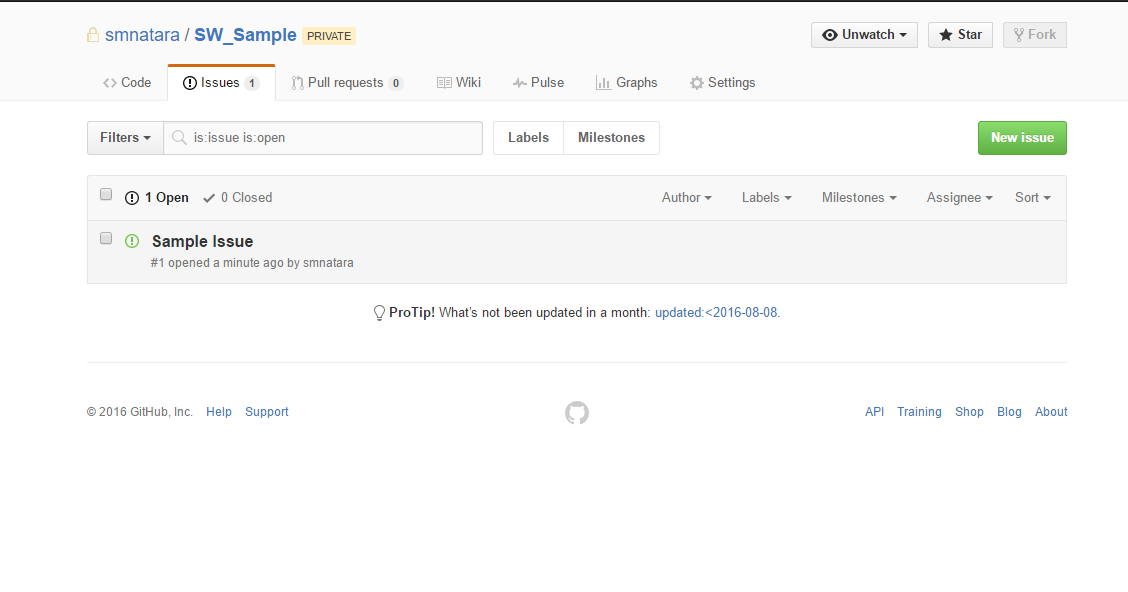 smnatara / SW_Sample PRIVATE Unwatch Star Fork
Code Issues 1 Pull requests 0 Wiki Pulse Graphs Settings
Filters is:issue is:open Labels Milestones New issue
1 Open 0 Closed Author Labels Milestones Assignee Sort
Sample Issue
#1 opened a minute ago by smnatara
ProTip! What's not been updated in a month: updated:<2016-08-08.
© 2016 GitHub, Inc. Help Support API Training Shop Blog About